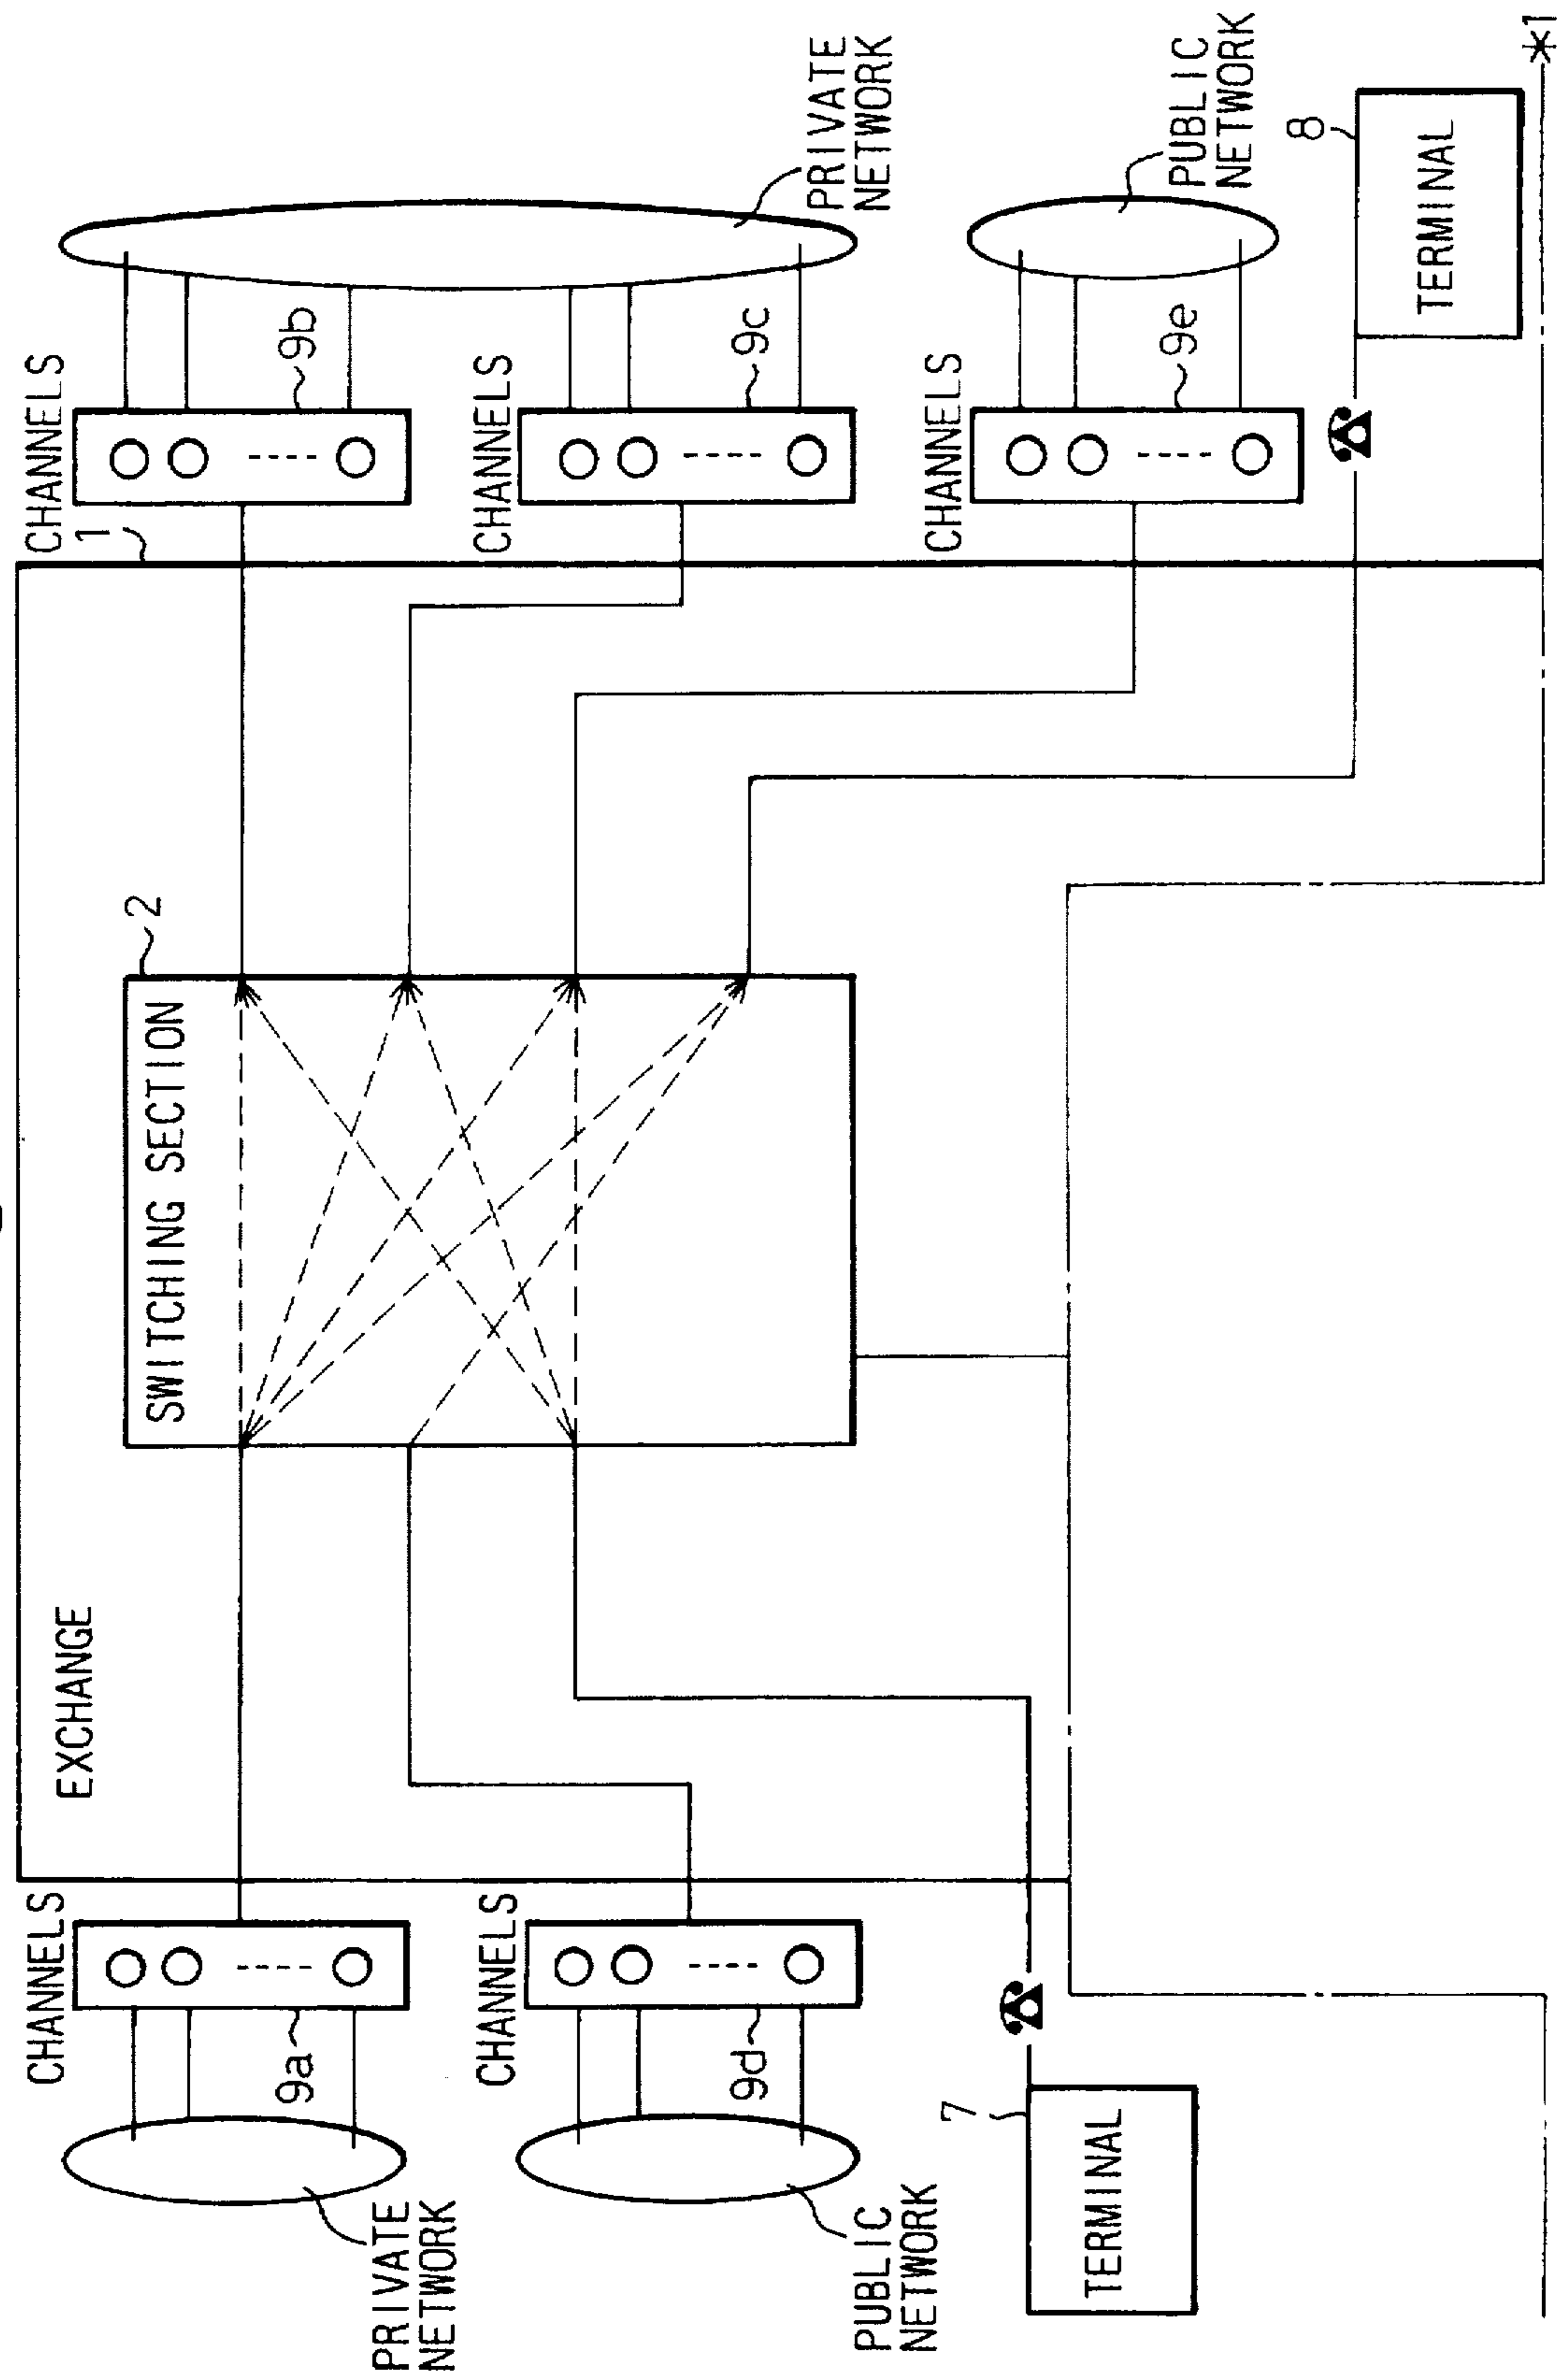 EXCHANGE
1
SWITCHING SECTION
2
CHANNELS
9a
PRIVATE
NETWORK
CHANNELS
9d
PUBLIC
NETWORK
7
TERMINAL
CHANNELS
9b
CHANNELS
9c
PRIVATE
NETWORK
CHANNELS
9e
PUBLIC
NETWORK
8
TERMINAL
*1